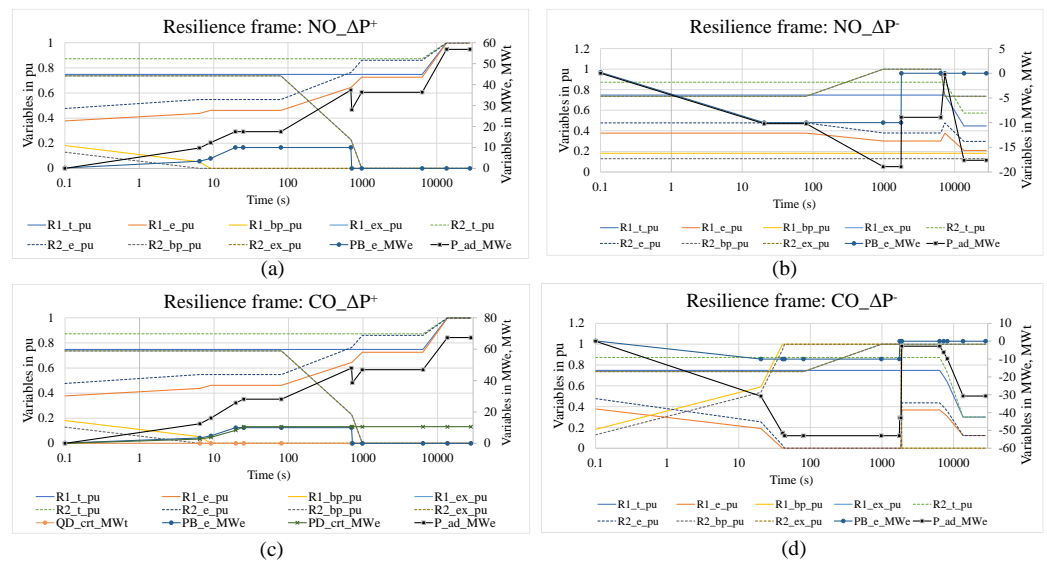 Resilience frame: NO_ΔP⁺
Variables in pu
1
0.8
0.6
0.4
0.2
0
60
50
40
30
20
10
0
Variables in MWe, MWt
0.1 1 10 100 1000 10000
Time (s)
R1_t_pu R1_e_pu R1_bp_pu R1_ex_pu R2_t_pu
R2_e_pu R2_bp_pu R2_ex_pu PB_e_MWe P_ad_MWe
(a)
Resilience frame: NO_ΔP⁻
Variables in pu
1.2
1
0.8
0.6
0.4
0.2
0
5
0
-5
-10
-15
-20
Variables in MWe, MWt
0.1 1 10 100 1000 10000
Time (s)
R1_t_pu R1_e_pu R1_bp_pu R1_ex_pu R2_t_pu
R2_e_pu R2_bp_pu R2_ex_pu PB_e_MWe P_ad_MWe
(b)
Resilience frame: CO_ΔP⁺
Variables in pu
1
0.8
0.6
0.4
0.2
0
80
60
40
20
0
Variables in MWe, MWt
0.1 1 10 100 1000 10000
Time (s)
R1_t_pu R1_e_pu R1_bp_pu R1_ex_pu
R2_t_pu R2_e_pu R2_bp_pu R2_ex_pu
QD_crt_MWt PB_e_MWe PD_crt_MWe P_ad_MWe
(c)
Resilience frame: CO_ΔP⁻
Variables in pu
1.2
1
0.8
0.6
0.4
0.2
0
10
0
-10
-20
-30
-40
-50
-60
Variables in MWe, MWt
0.1 1 10 100 1000 10000
Time (s)
R1_t_pu R1_e_pu R1_bp_pu R1_ex_pu R2_t_pu
R2_e_pu R2_bp_pu R2_ex_pu PB_e_MWe P_ad_MWe
(d)